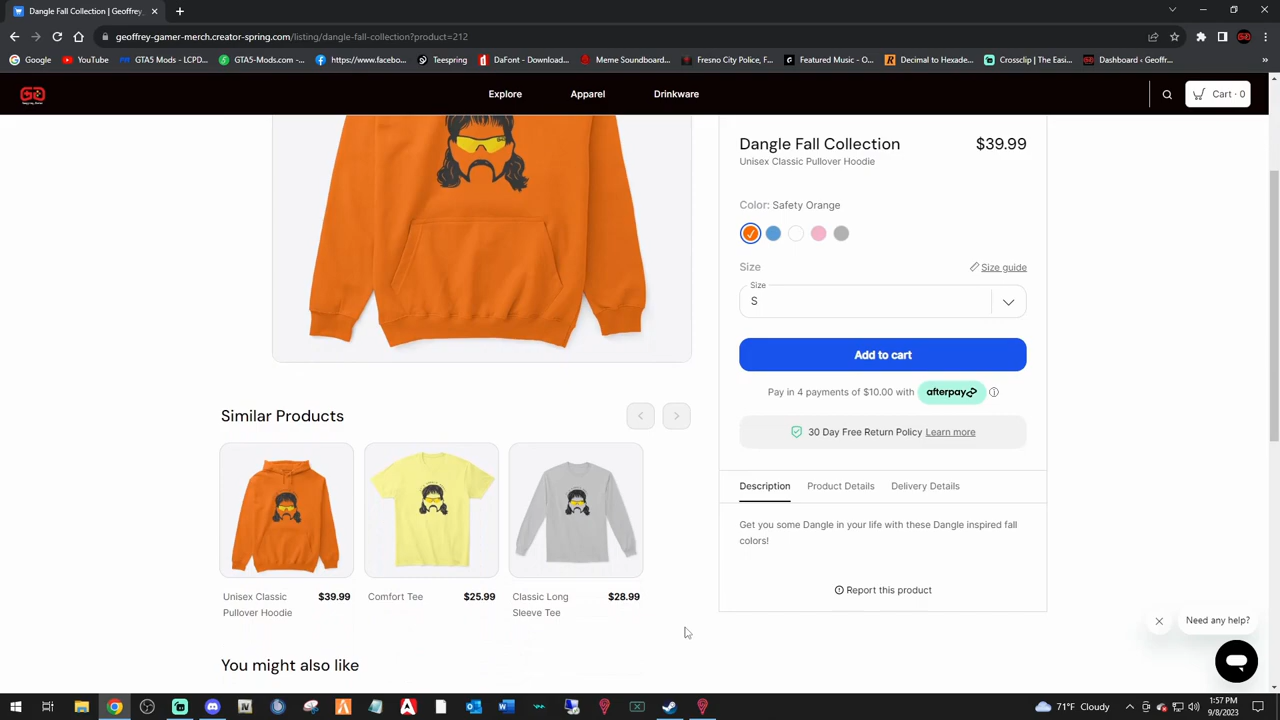 Dangle Fall Collection | Geoffrey
geoffrey-gamer-merch.creator-spring.com/listing/dangle-fall-collection?product=212
Google
YouTube
GTA5 Mods - LCPD...
GTA5-Mods.com -...
https://www.facebo...
Teespring
DaFont - Downloa...
Meme Soundboard...
Fresno City Police, F...
Featured Music - O...
Decimal to Hexade...
Crossclip | The Easi...
Dashboard ‹ Geoff...
»
Explore
Apparel
Drinkware
Cart · 0
Dangle Fall Collection
$39.99
Unisex Classic Pullover Hoodie
Color: Safety Orange
Size
Size guide
Size
S
Add to cart
Pay in 4 payments of $10.00 with afterpay
30 Day Free Return Policy Learn more
Similar Products
Description
Product Details
Delivery Details
Get you some Dangle in your life with these Dangle inspired fall
colors!
Report this product
Unisex Classic
Pullover Hoodie
$39.99
Comfort Tee
$25.99
Classic Long
Sleeve Tee
$28.99
Need any help?
You might also like
71°F Cloudy
1:57 PM
9/8/2023